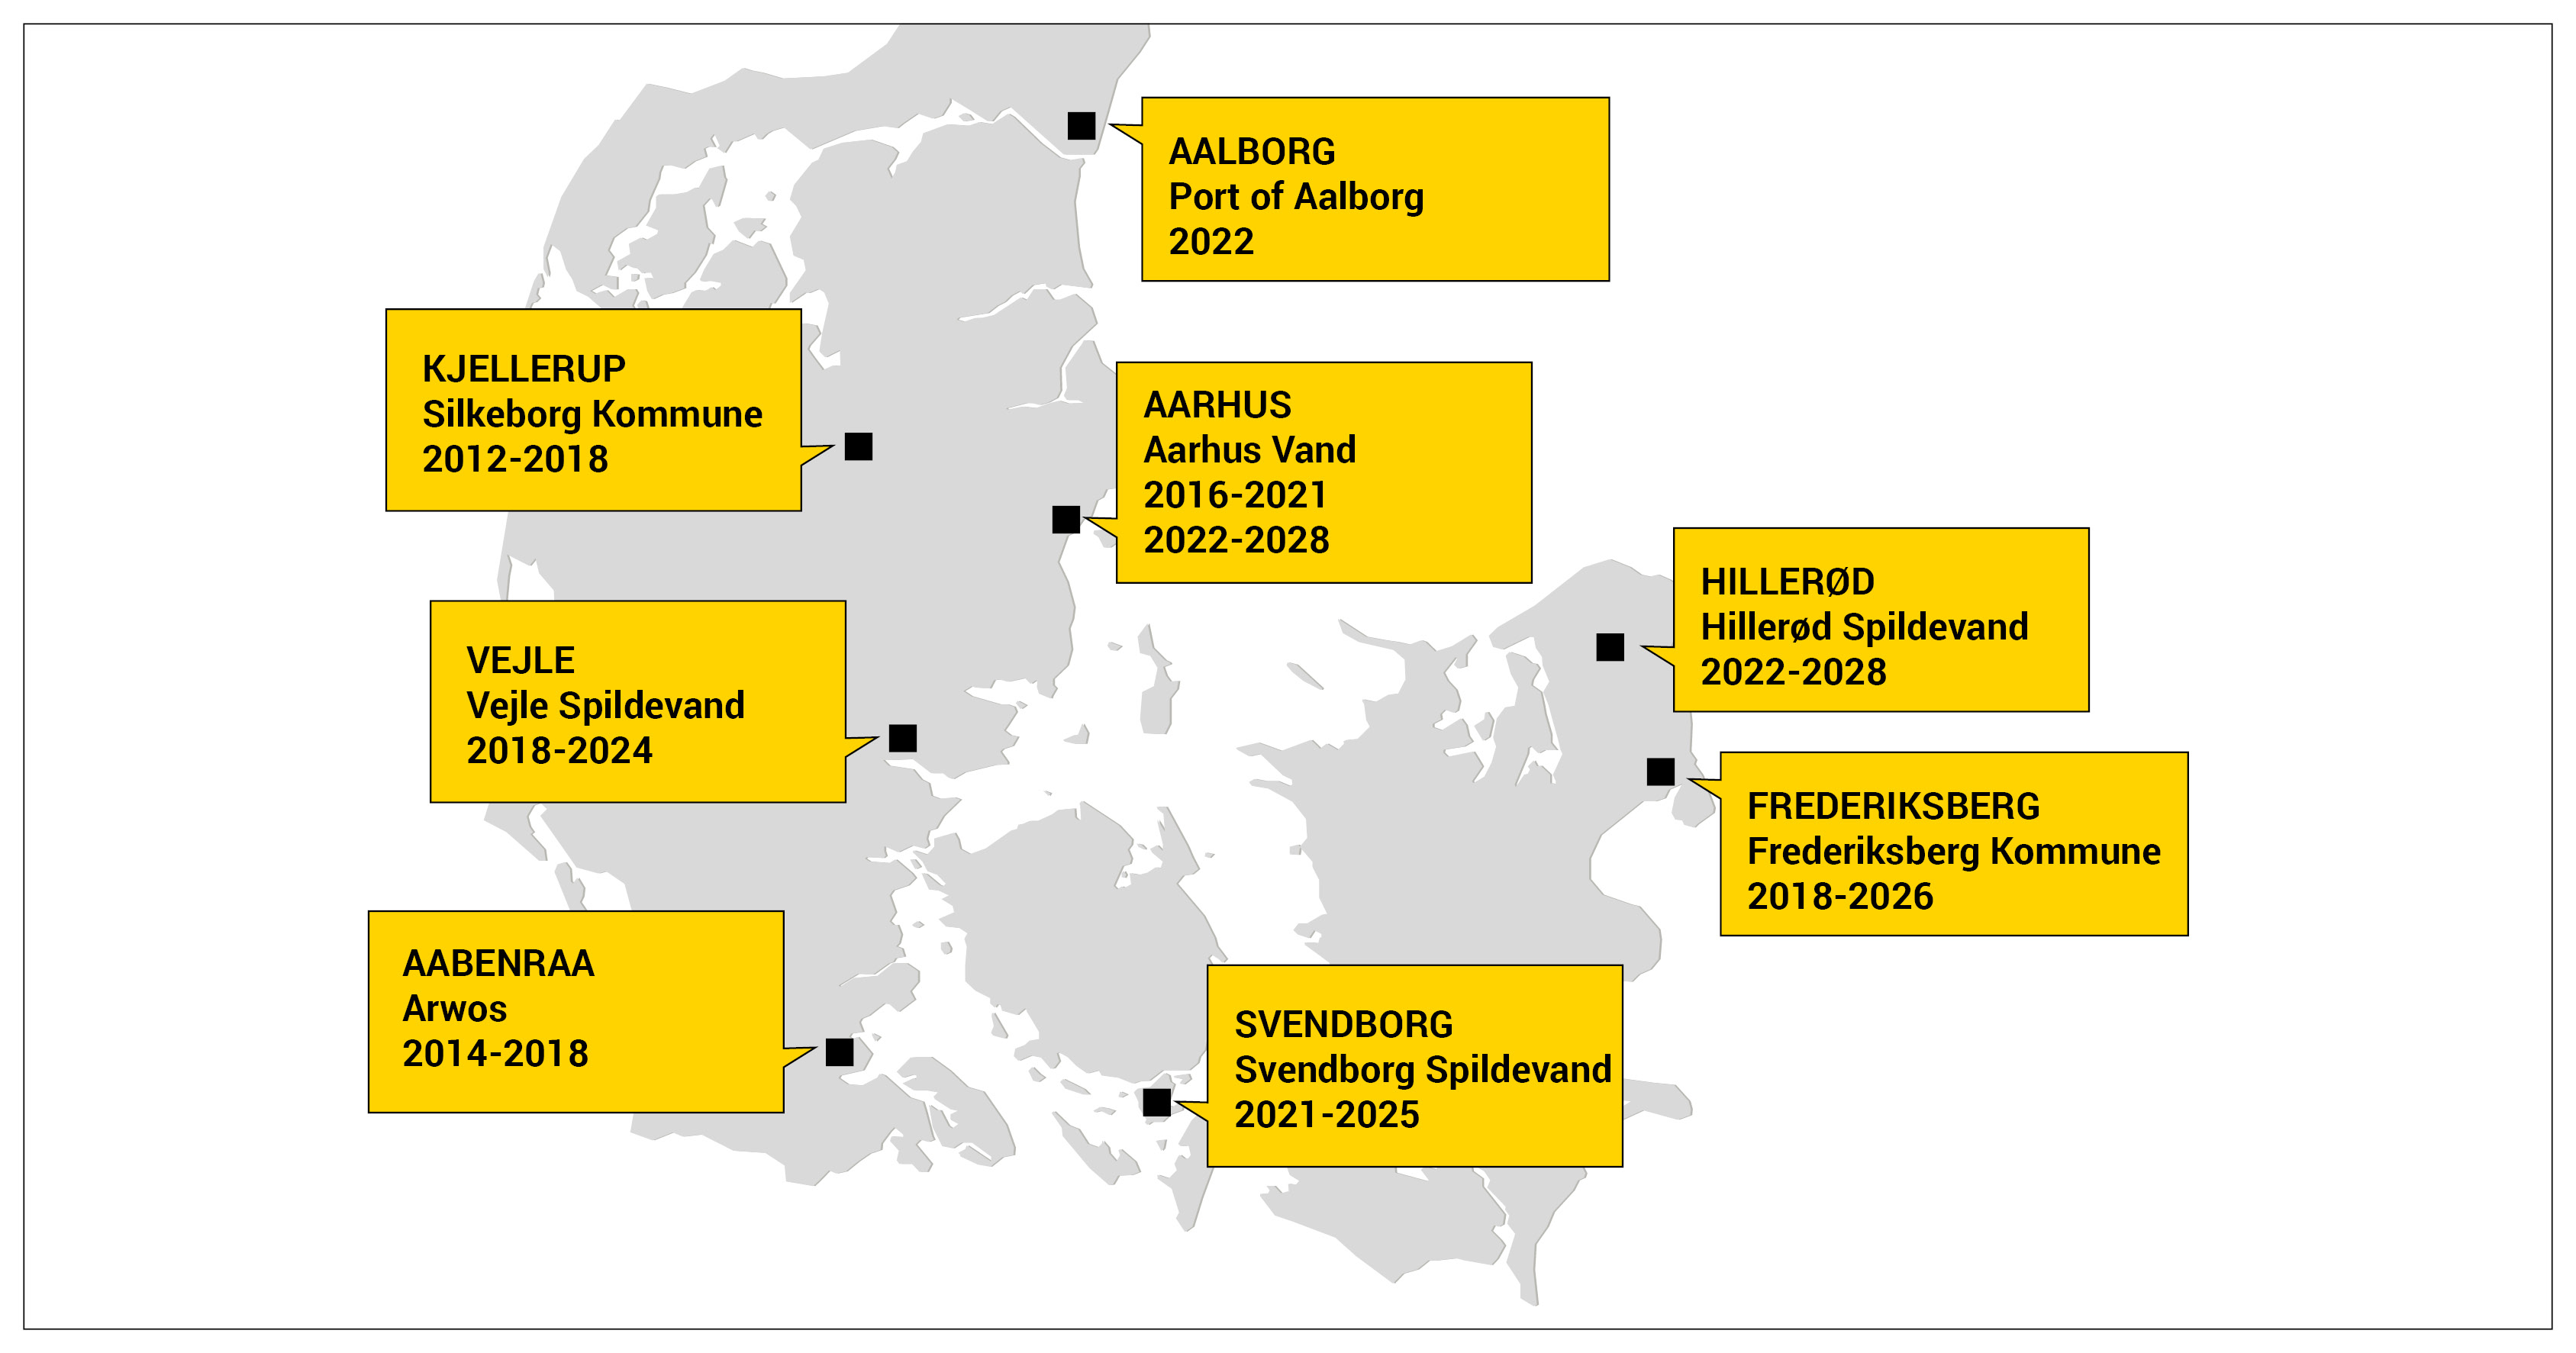 AALBORG
Port of Aalborg
2022
KJELLERUP
Silkeborg Kommune
2012-2018
AARHUS
Aarhus Vand
2016-2021
2022-2028
HILLERØD
Hillerød Spildevand
2022-2028
VEJLE
Vejle Spildevand
2018-2024
FREDERIKSBERG
Frederiksberg Kommune
2018-2026
AABENRAA
Arwos
2014-2018
SVENDBORG
Svendborg Spildevand
2021-2025